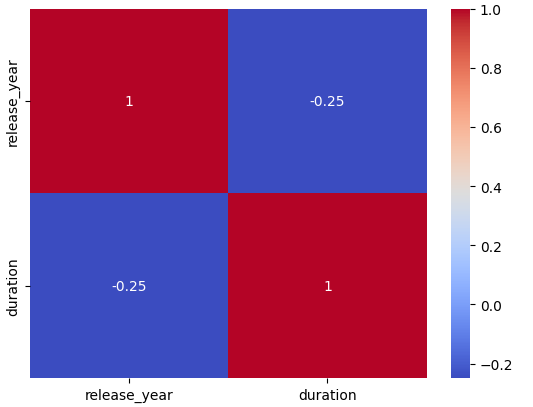 release_year
duration
1
-0.25
-0.25
1
release_year
duration
1.0
0.8
0.6
0.4
0.2
0.0
−0.2